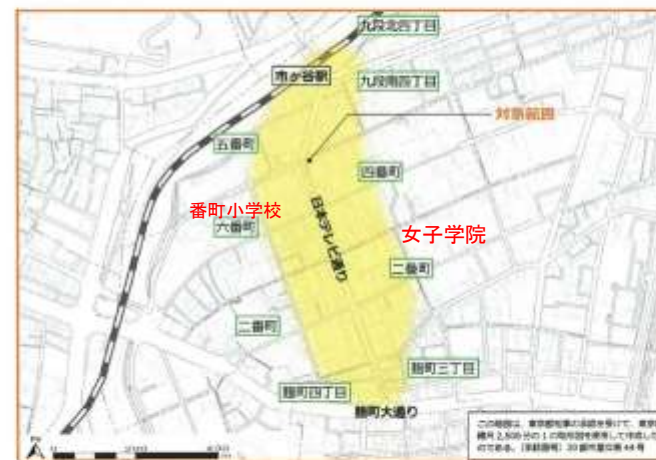 九段北四丁目
市ヶ谷駅
九段南四丁目
対象範囲
五番町
四番町
番町小学校
六番町
日本テレビ通り
女子学院
二番町
二番町
麹町三丁目
麹町四丁目
麹町大通り